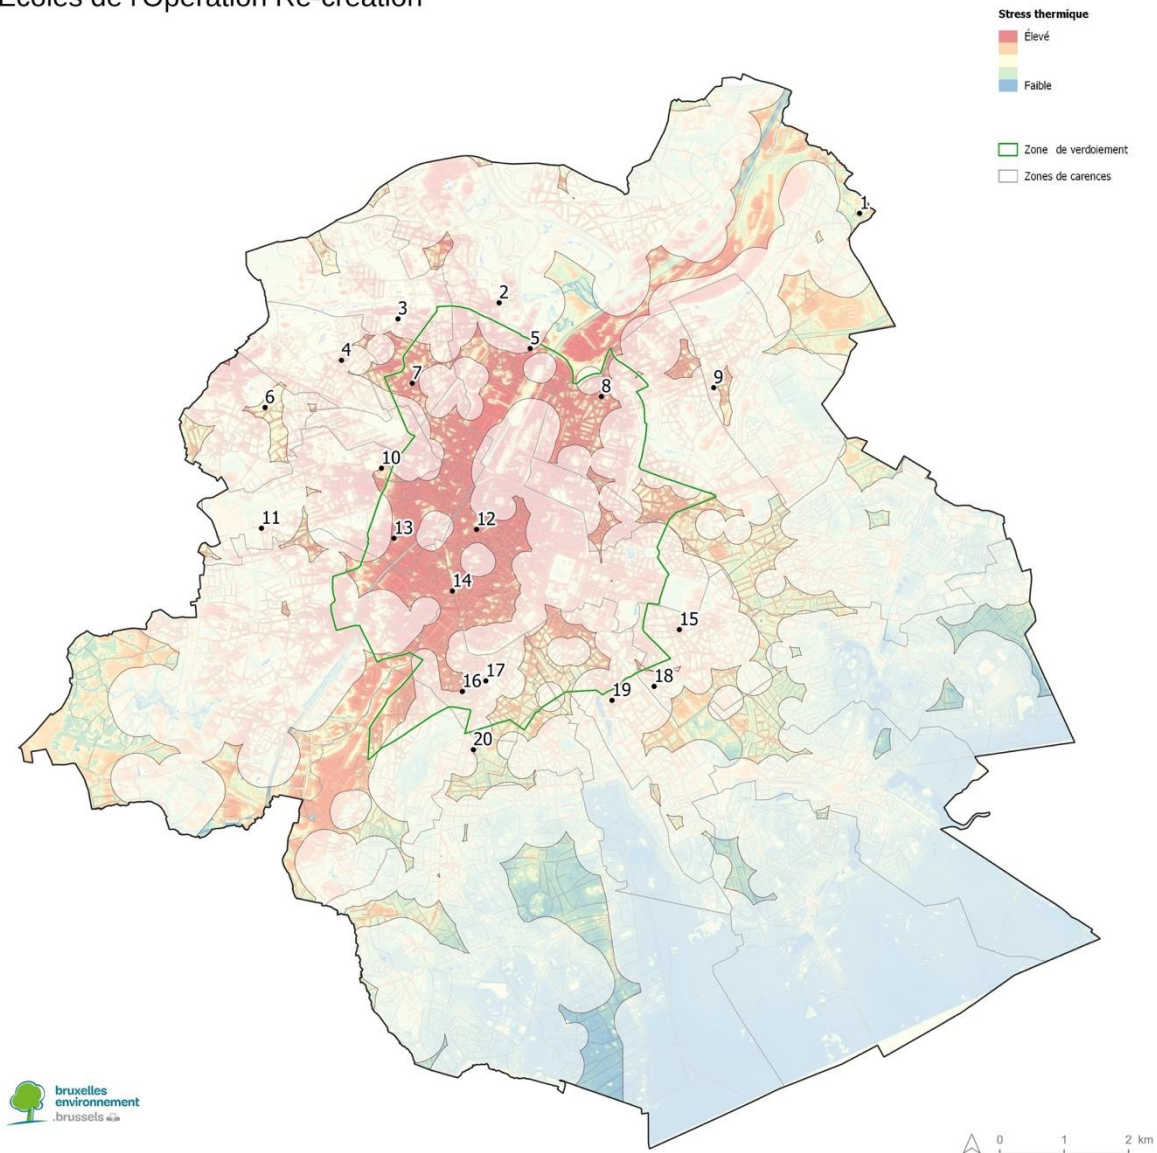 Écoles de l'Opération Ré-création
Stress thermique
Élevé
Faible
Zone de verdoiement
Zones de carences
1
2
3
4
5
6
7
8
9
10
11
12
13
14
15
16
17
18
19
20
bruxelles
environnement
.brussels
0 1 2 km